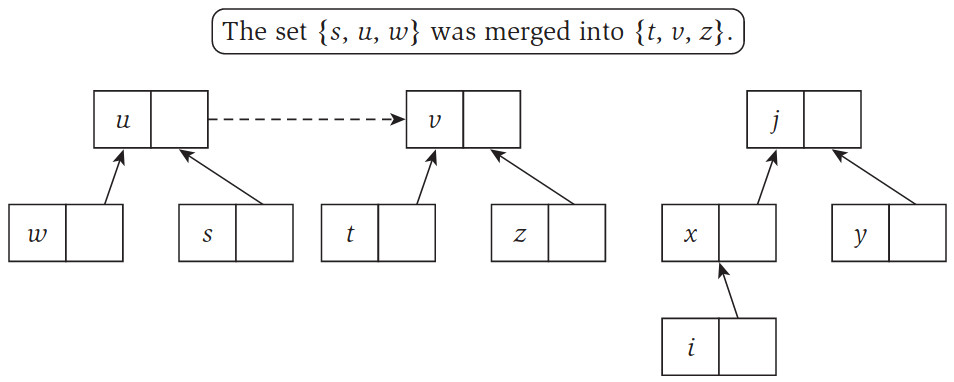 The set {s, u, w} was merged into {t, v, z}.
u v j
w s t z x y
i